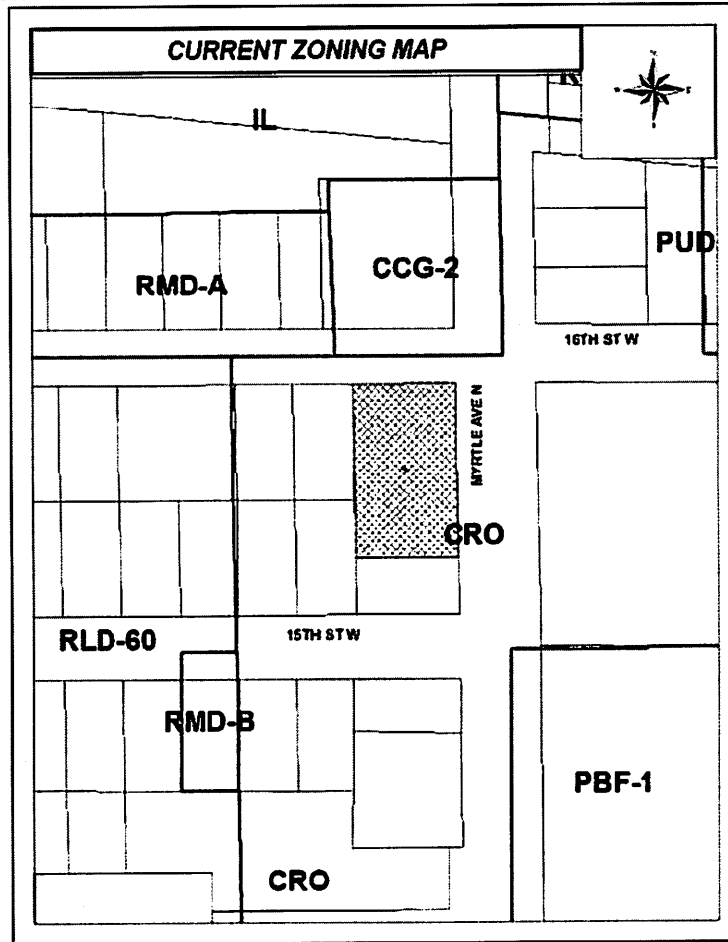 CURRENT ZONING MAP
IL
RMD-A
CCG-2
PUD
16TH ST W
MYRTLE AVE N
CRO
RLD-60
15TH ST W
RMD-B
PBF-1
CRO